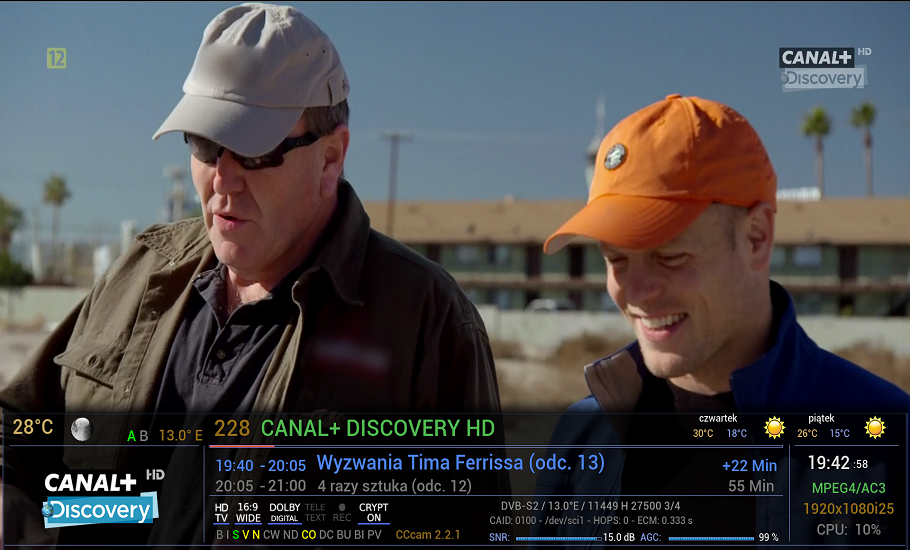 12
CANAL+ HD
Discovery
28°C
A B 13.0° E
228 CANAL+ DISCOVERY HD
czwartek
30°C 18°C
piątek
26°C 15°C
CANAL+ HD
Discovery
19:40 - 20:05 Wyzwania Tima Ferrissa (odc. 13) +22 Min
20:05 - 21:00 4 razy sztuka (odc. 12) 55 Min
19:42 :58
MPEG4/AC3
1920x1080i25
CPU: 10%
HD TV
16:9 WIDE
DOLBY DIGITAL
TELE TEXT
REC
CRYPT ON
B I S V N CW ND CO DC BU BI PV CCcam 2.2.1
DVB-S2 / 13.0°E / 11449 H 27500 3/4
CAID: 0100 - /dev/sci1 - HOPS: 0 - ECM: 0.333 s
SNR: 15.0 dB AGC: 99 %